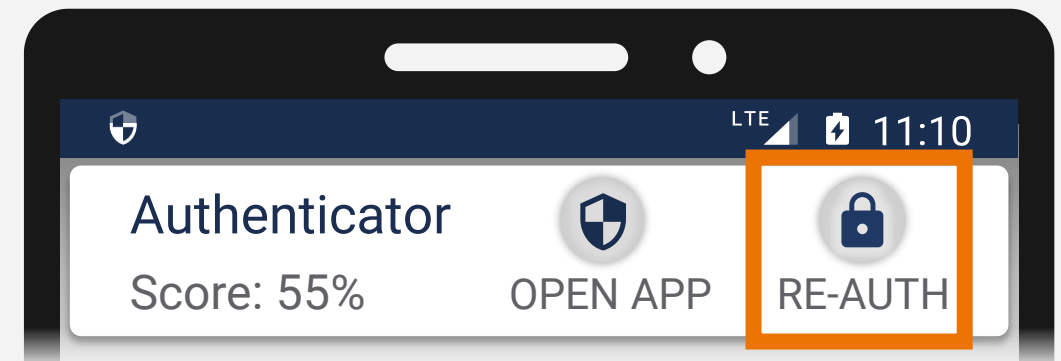 LTE 11:10
Authenticator
Score: 55%
OPEN APP
RE-AUTH